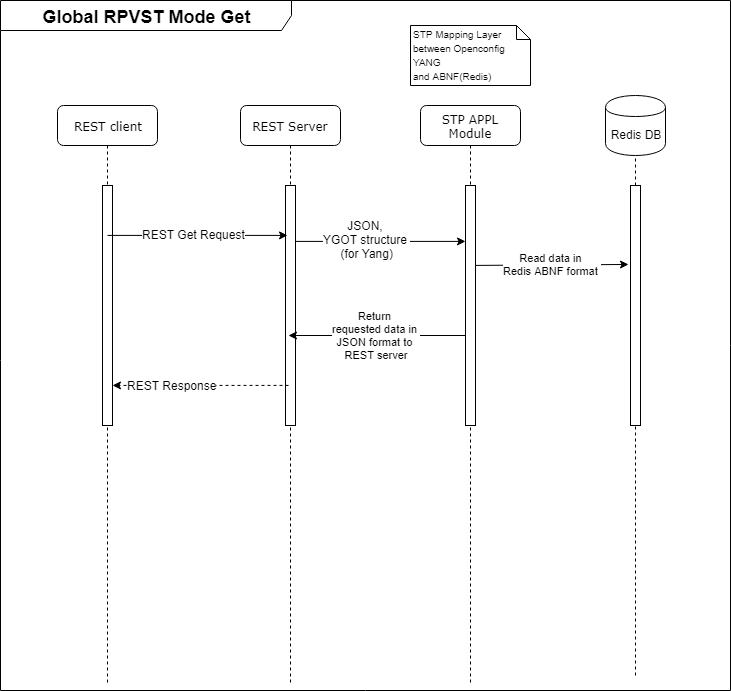 Global RPVST Mode Get
STP Mapping Layer
between Openconfig
YANG
and ABNF(Redis)
REST client
REST Server
STP APPL
Module
Redis DB
REST Get Request
JSON,
YGOT structure
(for Yang)
Read data in
Redis ABNF format
Return
requested data in
JSON format to
REST server
REST Response